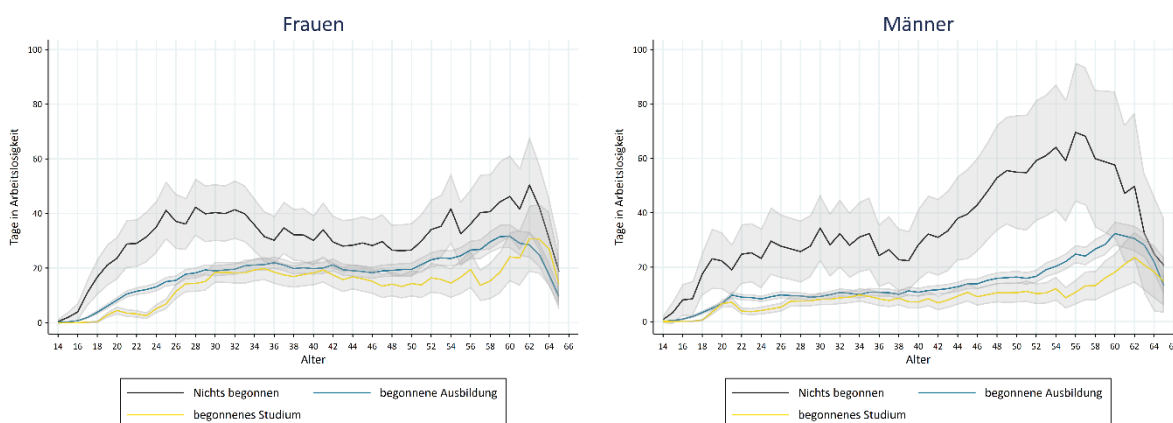 Frauen
Tage in Arbeitslosigkeit
100
80
60
40
20
0
14 16 18 20 22 24 26 28 30 32 34 36 38 40 42 44 46 48 50 52 54 56 58 60 62 64 66
Alter
Nichts begonnen
begonnene Ausbildung
begonnenes Studium
Männer
Tage in Arbeitslosigkeit
100
80
60
40
20
0
14 16 18 20 22 24 26 28 30 32 34 36 38 40 42 44 46 48 50 52 54 56 58 60 62 64 66
Alter
Nichts begonnen
begonnene Ausbildung
begonnenes Studium